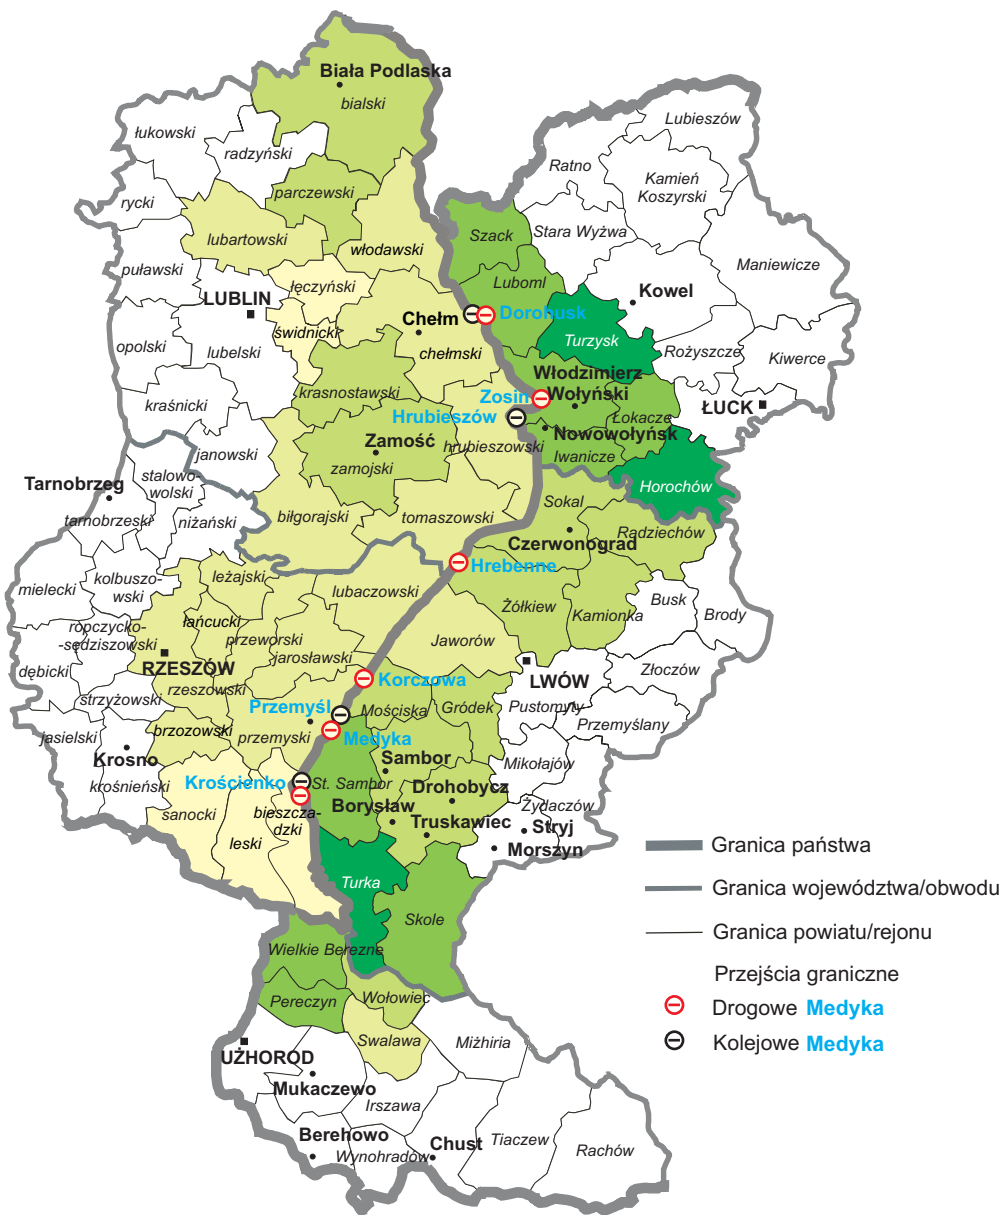 Biała Podlaska
bialski
łukowski
radzyński
parczewski
rycki
lubartowski
włodawski
puławski
łęczyński
LUBLIN
świdnicki
Chełm
chełmski
opolski
lubelski
krasnostawski
kraśnicki
Zamość
zamojski
hrubieszowski
janowski
biłgorajski
tomaszowski
Lubieszów
Ratno
Kamień
Koszyrski
Szack
Stara Wyżwa
Maniewicze
Luboml
Kowel
Dorohusk
Turzysk
Rożyszcze
Kiwerce
Włodzimierz
Wołyński
Zosin
Hrubieszów
Łokacze
ŁUCK
Nowowołyńsk
Iwanicze
Horochów
Tarnobrzeg
stalowo-
wolski
tarnobrzeski
niżański
mielecki
kolbuszo-
wski
leżajski
lubaczowski
ropczycko-
-sędziszowski
łańcucki
przeworski
jarosławski
dębicki
RZESZÓW
rzeszowski
strzyżowski
Przemyśl
jasielski
brzozowski
przemyski
Krosno
krośnieński
Krościenko
sanocki
bieszcza-
dzki
leski
Sokal
Radziechów
Czerwonograd
Hrebenne
Żółkiew
Kamionka
Busk
Brody
Jaworów
Złoczów
LWÓW
Korczowa
Mościska
Gródek
Pustomyty
Przemyślany
Medyka
Sambor
Mikołajów
St. Sambor
Drohobycz
Borysław
Żydaczów
Truskawiec
Stryj
Morszyn
Turka
Skole
Wielkie Berezne
Pereczyn
Wołowiec
Swalawa
Miżhiria
UŻHOROD
Mukaczewo
Irszawa
Berehowo
Wynohradów
Chust
Tiaczew
Rachów
Granica państwa
Granica województwa/obwodu
Granica powiatu/rejonu
Przejścia graniczne
Drogowe Medyka
Kolejowe Medyka